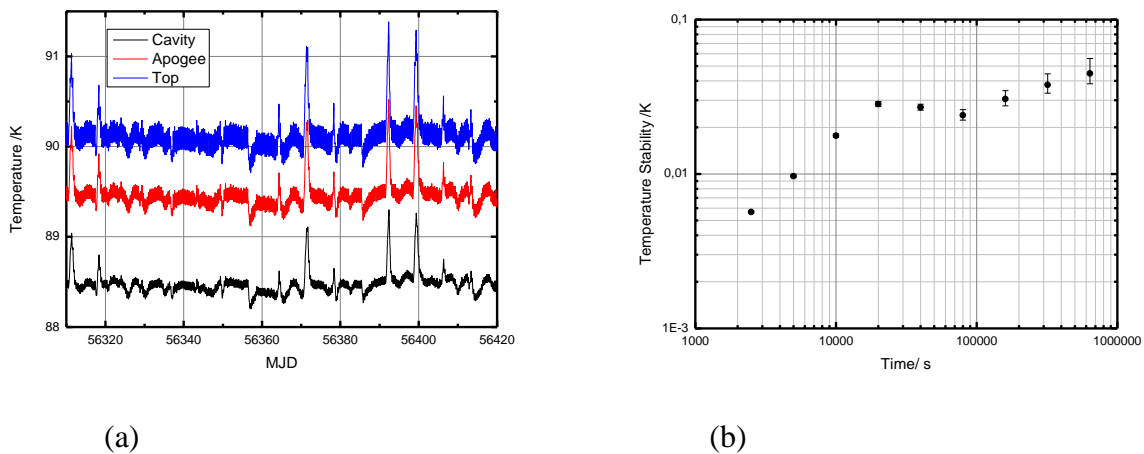 Cavity
Apogee
Top
Temperature /K
91
90
89
88
56320 56340 56360 56380 56400 56420
MJD
(a)
Temperature Stability /K
0,1
0,01
1E-3
1000 10000 100000 1000000
Time/ s
(b)